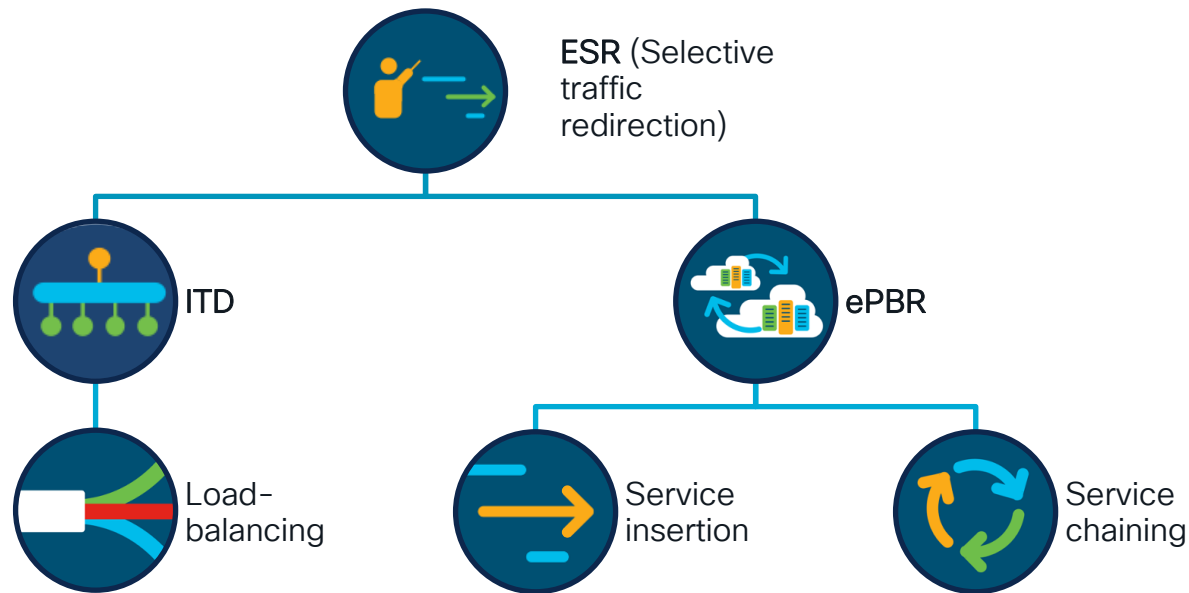 ESR (Selective
traffic
redirection)
ITD
ePBR
Load-
balancing
Service
insertion
Service
chaining